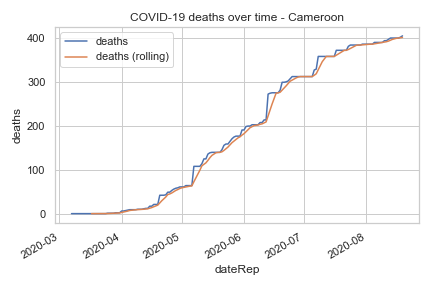 COVID-19 deaths over time - Cameroon
deaths
deaths (rolling)
400
300
200
100
0
deaths
2020-03
2020-04
2020-05
2020-06
2020-07
2020-08
dateRep